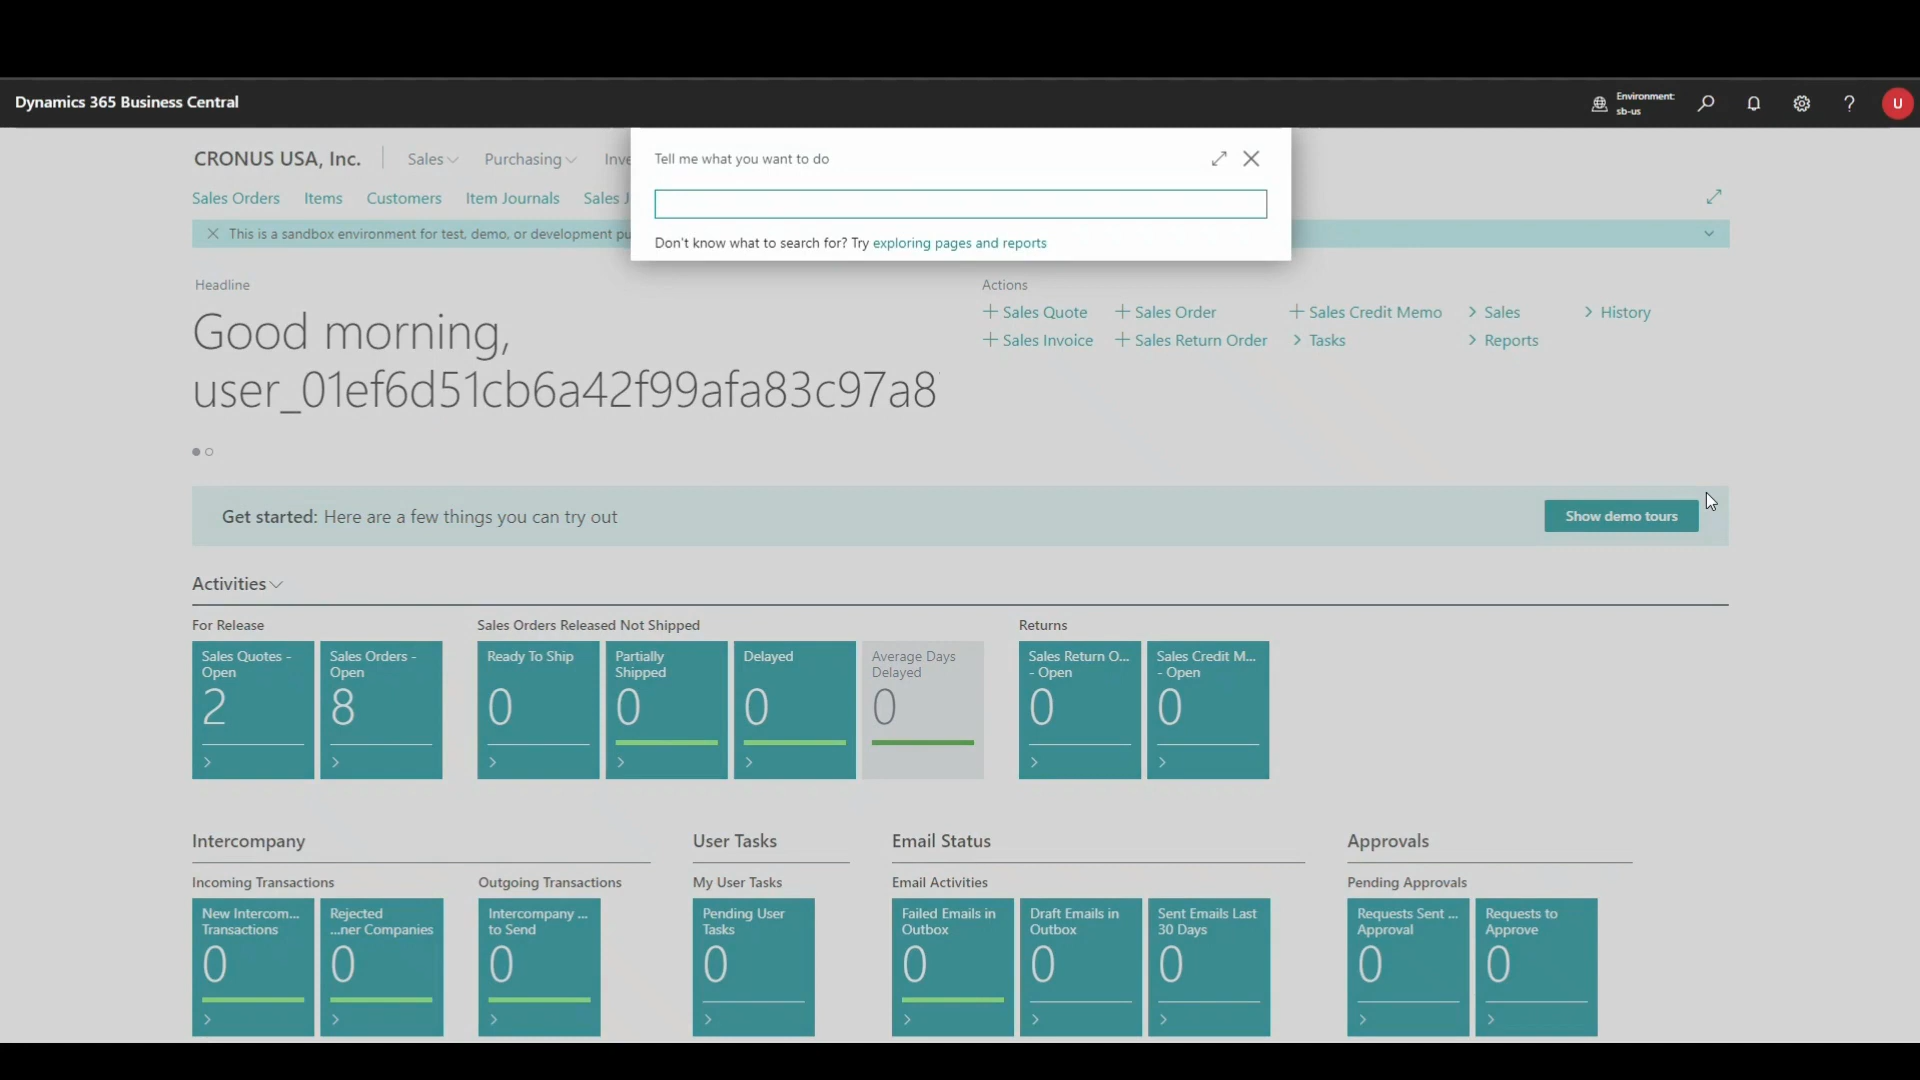 Dynamics 365 Business Central
Environment:
sb-us
?
U
Tell me what you want to do
Don't know what to search for? Try exploring pages and reports
CRONUS USA, Inc.
Sales
Purchasing
Inve
Sales Orders
Items
Customers
Item Journals
Sales J
This is a sandbox environment for test, demo, or development pu
Headline
Good morning,
user_01ef6d51cb6a42f99afa83c97a8
Actions
Sales Quote
Sales Order
Sales Credit Memo
Sales
History
Sales Invoice
Sales Return Order
Tasks
Reports
Get started: Here are a few things you can try out
Show demo tours
Activities
For Release
Sales Quotes -
Open
2
Sales Orders -
Open
8
Sales Orders Released Not Shipped
Ready To Ship
0
Partially
Shipped
0
Delayed
0
Average Days
Delayed
0
Returns
Sales Return O...
- Open
0
Sales Credit M...
- Open
0
Intercompany
Incoming Transactions
New Intercom...
Transactions
0
Rejected
...ner Companies
0
Outgoing Transactions
Intercompany ...
to Send
0
User Tasks
My User Tasks
Pending User
Tasks
0
Email Status
Email Activities
Failed Emails in
Outbox
0
Draft Emails in
Outbox
0
Sent Emails Last
30 Days
0
Approvals
Pending Approvals
Requests Sent ...
Approval
0
Requests to
Approve
0